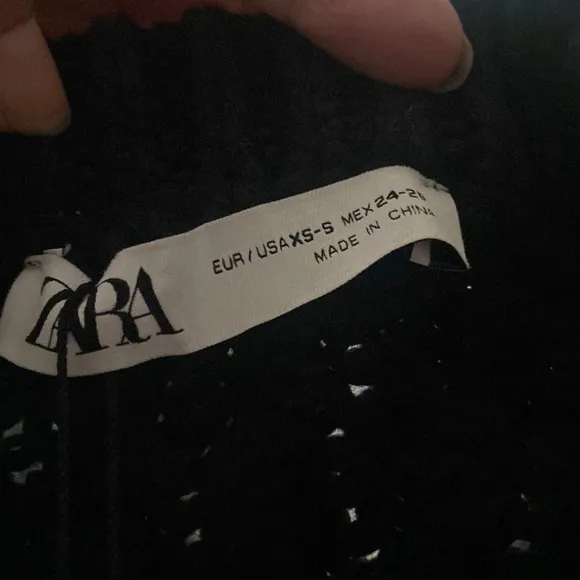 ZARA
EUR/USA XS-S MEX 24-26
MADE IN CHINA